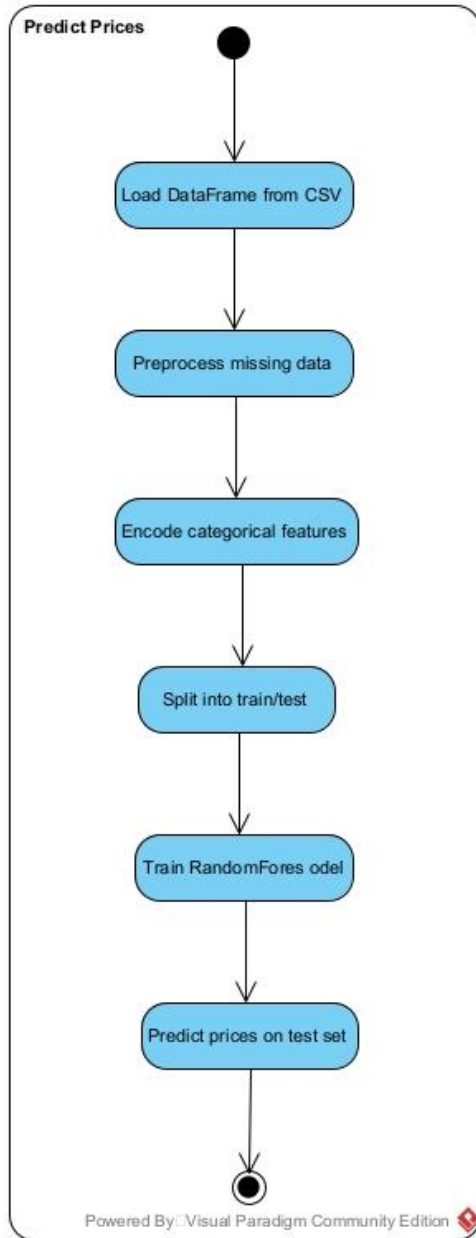 Predict Prices
Load DataFrame from CSV
Preprocess missing data
Encode categorical features
Split into train/test
Train RandomFores odel
Predict prices on test set
Powered By□Visual Paradigm Community Edition